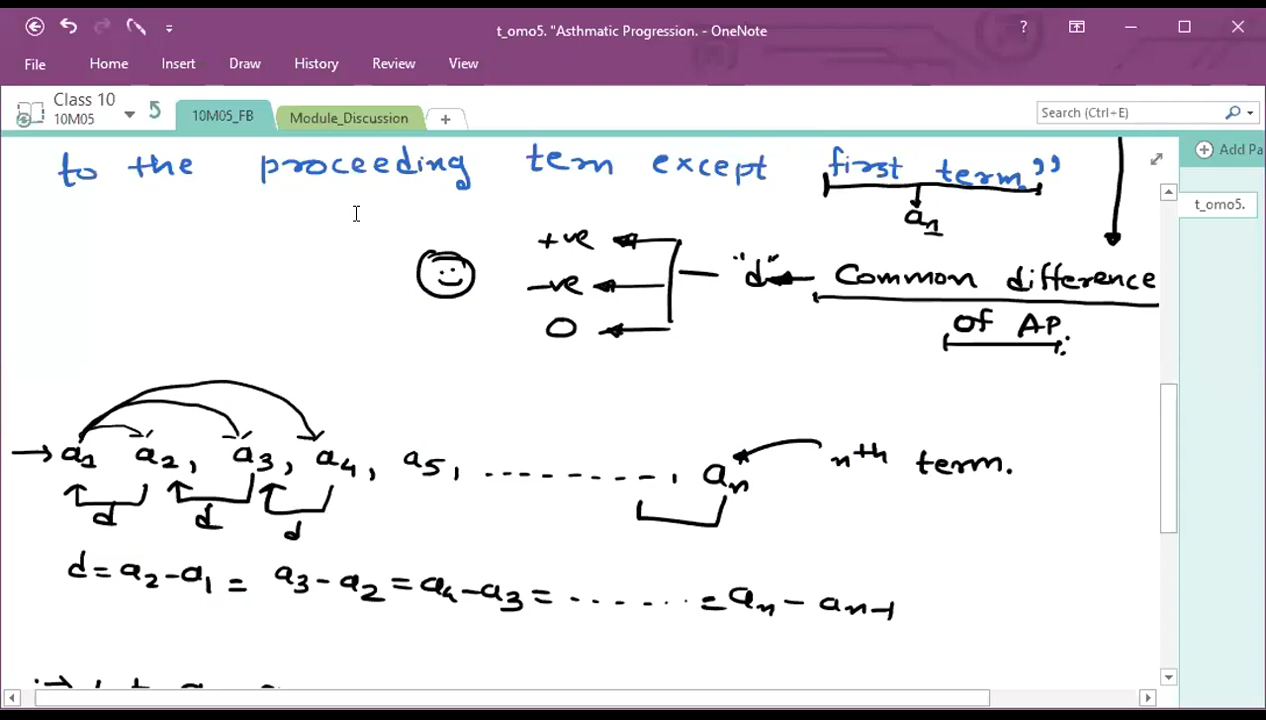 t_omo5. "Asthmatic Progression. - OneNote
?
File Home Insert Draw History Review View
Class 10
10M05
10M05_FB
Module_Discussion
+
Search (Ctrl+E)
Add Pa
t_omo5.
to the proceeding term except first term"
a1
+ve
-ve
0
"d"
Common difference
of AP.
a1 a2, a3, a4, a5, --------- , an
nth term.
d d d
d = a2 - a1 = a3 - a2 = a4 - a3 = ....... = an - an-1